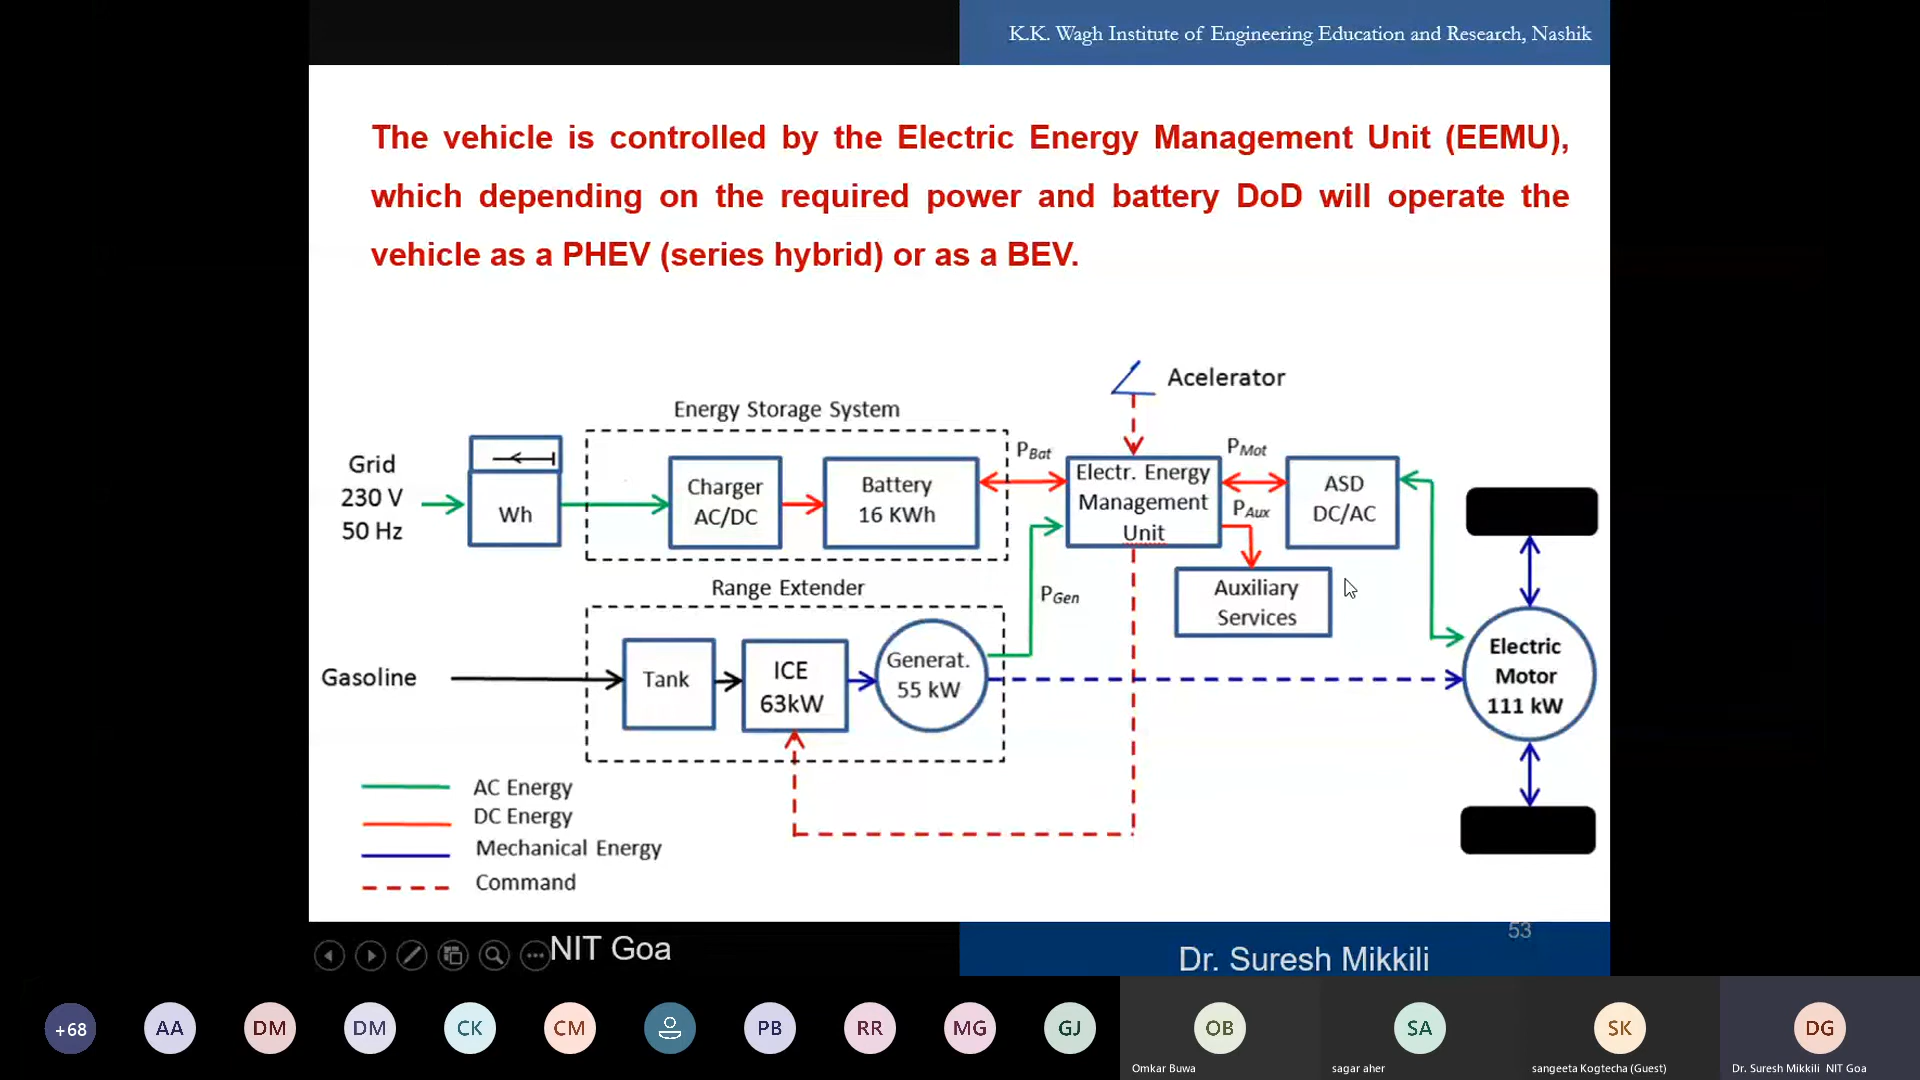 K.K. Wagh Institute of Engineering Education and Research, Nashik
The vehicle is controlled by the Electric Energy Management Unit (EEMU),
which depending on the required power and battery DoD will operate the
vehicle as a PHEV (series hybrid) or as a BEV.
Acelerator
Energy Storage System
Grid
230 V
50 Hz
Wh
Charger
AC/DC
Battery
16 KWh
PBat
Electr. Energy
Management
Unit
PMot
PAux
ASD
DC/AC
Auxiliary
Services
Range Extender
PGen
Gasoline
Tank
ICE
63kW
Generat.
55 kW
Electric
Motor
111 kW
AC Energy
DC Energy
Mechanical Energy
Command
53
NIT Goa
Dr. Suresh Mikkili
+68
AA
DM
DM
CK
CM
PB
RR
MG
GJ
OB
Omkar Buwa
SA
sagar aher
SK
sangeeta Kogtecha (Guest)
DG
Dr. Suresh Mikkili NIT Goa